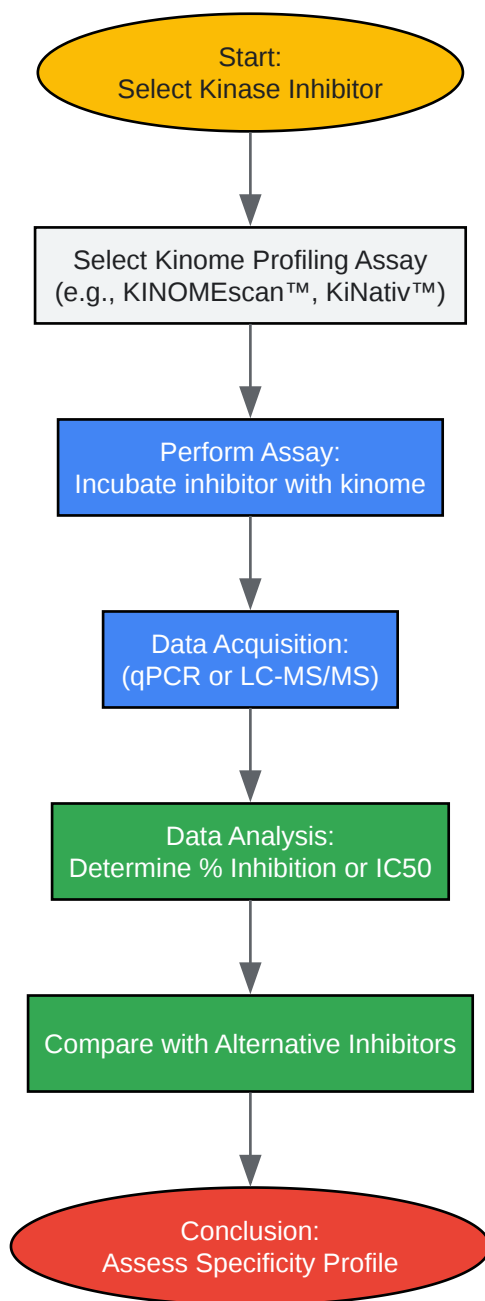 Start:
Select Kinase Inhibitor
Select Kinome Profiling Assay
(e.g., KINOMEscan™, KiNativ™)
Perform Assay:
Incubate inhibitor with kinome
Data Acquisition:
(qPCR or LC-MS/MS)
Data Analysis:
Determine % Inhibition or IC50
Compare with Alternative Inhibitors
Conclusion:
Assess Specificity Profile